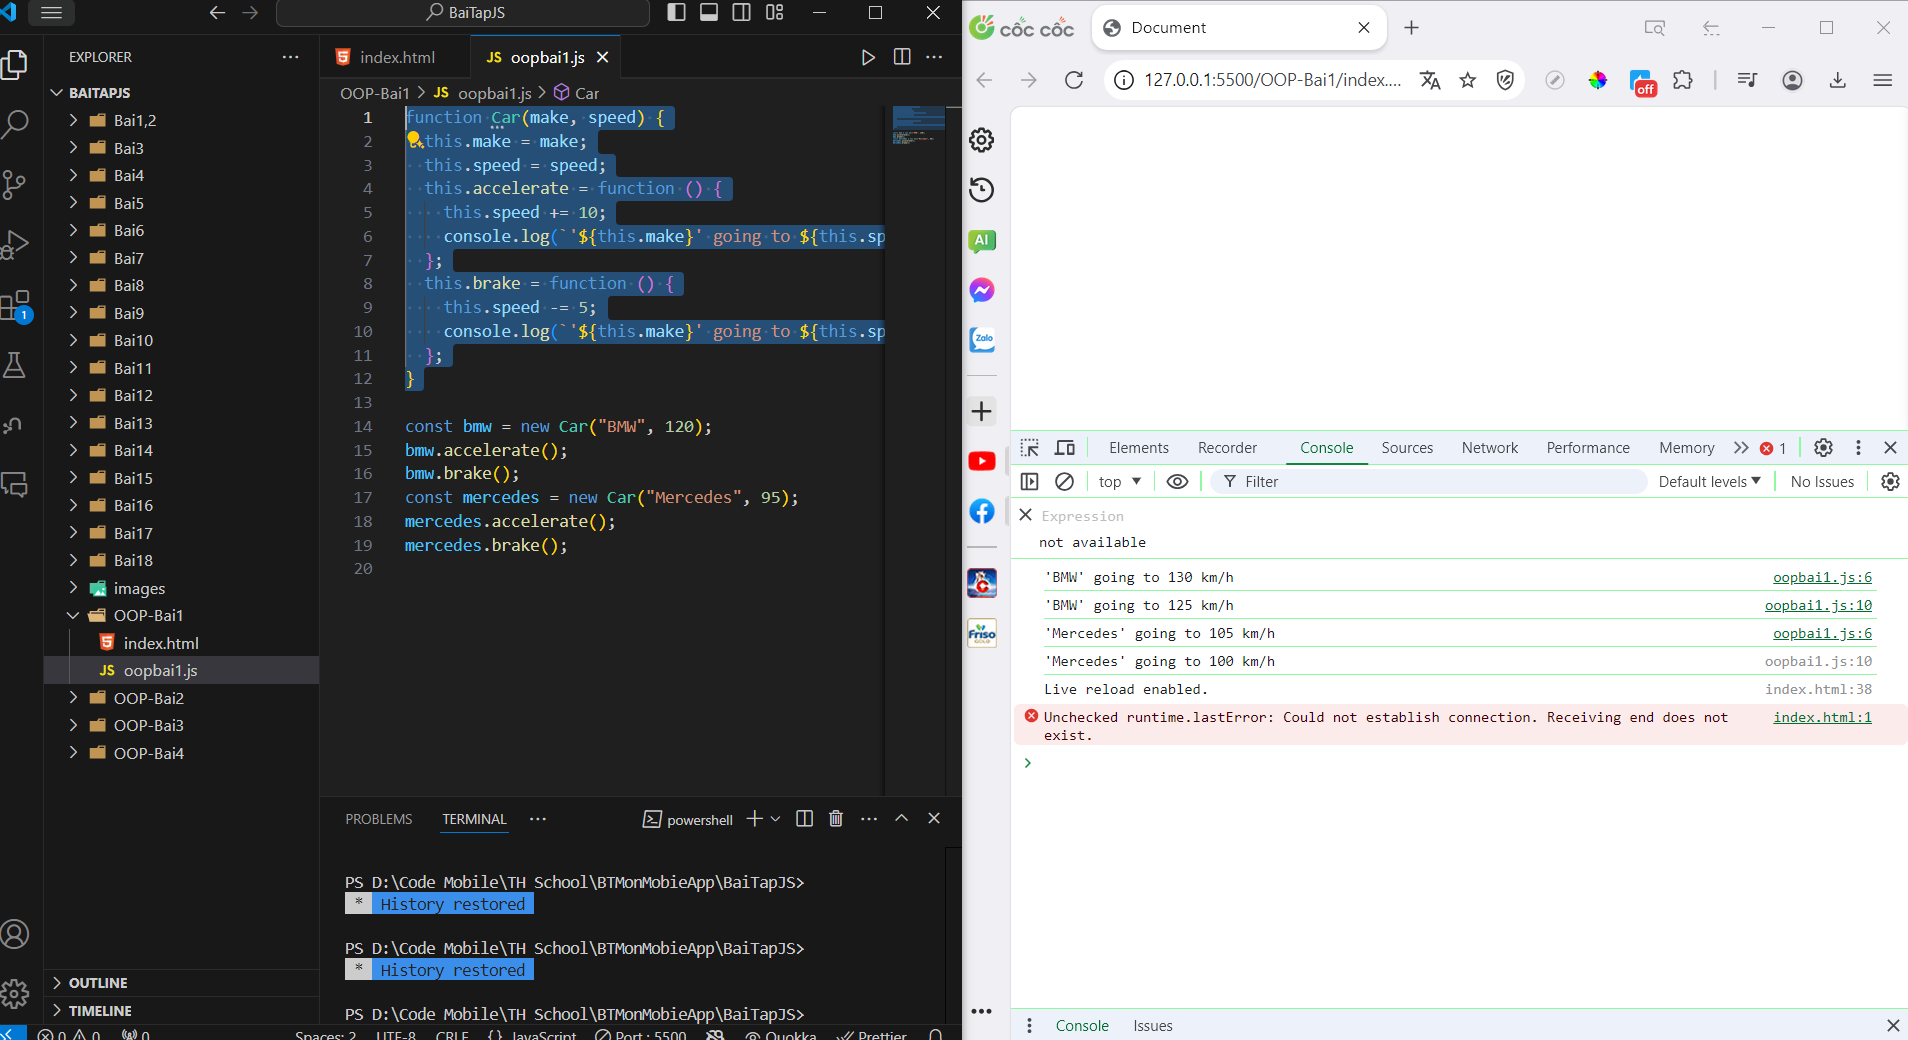 BaiTapJS
EXPLORER
BAITAPJS
Bai1,2
Bai3
Bai4
Bai5
Bai6
Bai7
Bai8
Bai9
Bai10
Bai11
Bai12
Bai13
Bai14
Bai15
Bai16
Bai17
Bai18
images
OOP-Bai1
index.html
JS oopbai1.js
OOP-Bai2
OOP-Bai3
OOP-Bai4
OUTLINE
TIMELINE
1
index.html
JS oopbai1.js
OOP-Bai1 > JS oopbai1.js > Car
1 function Car(make, speed) {
2 this.make = make;
3 this.speed = speed;
4 this.accelerate = function () {
5 this.speed += 10;
6 console.log(`'${this.make}' going to ${this.sp
7 };
8 this.brake = function () {
9 this.speed -= 5;
10 console.log(`'${this.make}' going to ${this.sp
11 };
12 }
13
14 const bmw = new Car("BMW", 120);
15 bmw.accelerate();
16 bmw.brake();
17 const mercedes = new Car("Mercedes", 95);
18 mercedes.accelerate();
19 mercedes.brake();
20
PROBLEMS TERMINAL powershell
PS D:\Code Mobile\TH School\BTMonMobieApp\BaiTapJS>
* History restored
PS D:\Code Mobile\TH School\BTMonMobieApp\BaiTapJS>
* History restored
PS D:\Code Mobile\TH School\BTMonMobieApp\BaiTapJS>
0 0 0 Spaces: 2 UTF-8 CRLF {} JavaScript Port : 5500 Quokka Prettier
cốc cốc
Document
127.0.0.1:5500/OOP-Bai1/index....
off
AI
Zalo
Friso
GOLD
Elements Recorder Console Sources Network Performance Memory 1
top Filter Default levels No Issues
Expression
not available
'BMW' going to 130 km/h oopbai1.js:6
'BMW' going to 125 km/h oopbai1.js:10
'Mercedes' going to 105 km/h oopbai1.js:6
'Mercedes' going to 100 km/h oopbai1.js:10
Live reload enabled. index.html:38
Unchecked runtime.lastError: Could not establish connection. Receiving end does not index.html:1
exist.
Console Issues